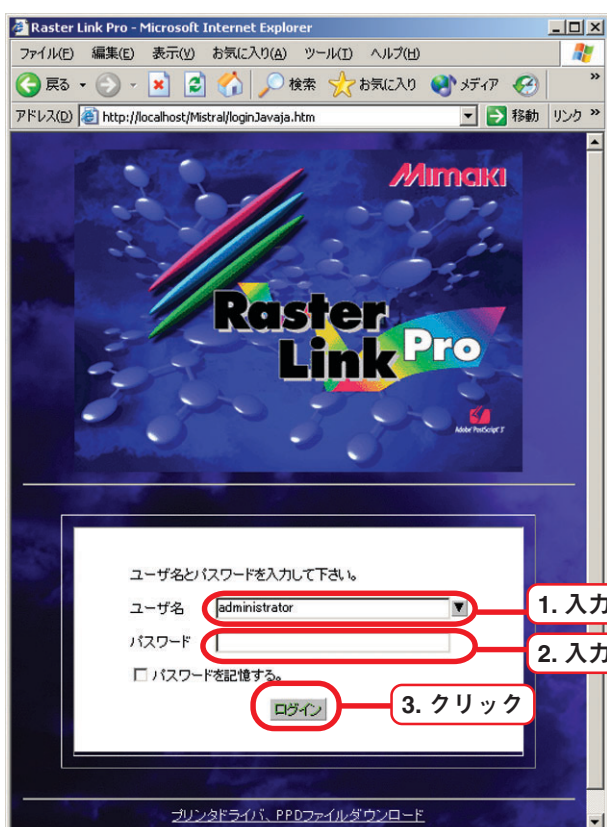 Raster Link Pro - Microsoft Internet Explorer
ファイル(F) 編集(E) 表示(V) お気に入り(A) ツール(T) ヘルプ(H)
戻る 検索 お気に入り メディア »
アドレス(D) http://localhost/Mistral/loginJavaja.htm 移動 リンク »
Mimaki
Raster
Link Pro
Adobe PostScript 3
ユーザ名とパスワードを入力して下さい。
ユーザ名 administrator
1. 入力
パスワード
2. 入力
パスワードを記憶する。
ログイン
3. クリック
プリンタドライバ、PPDファイルダウンロード